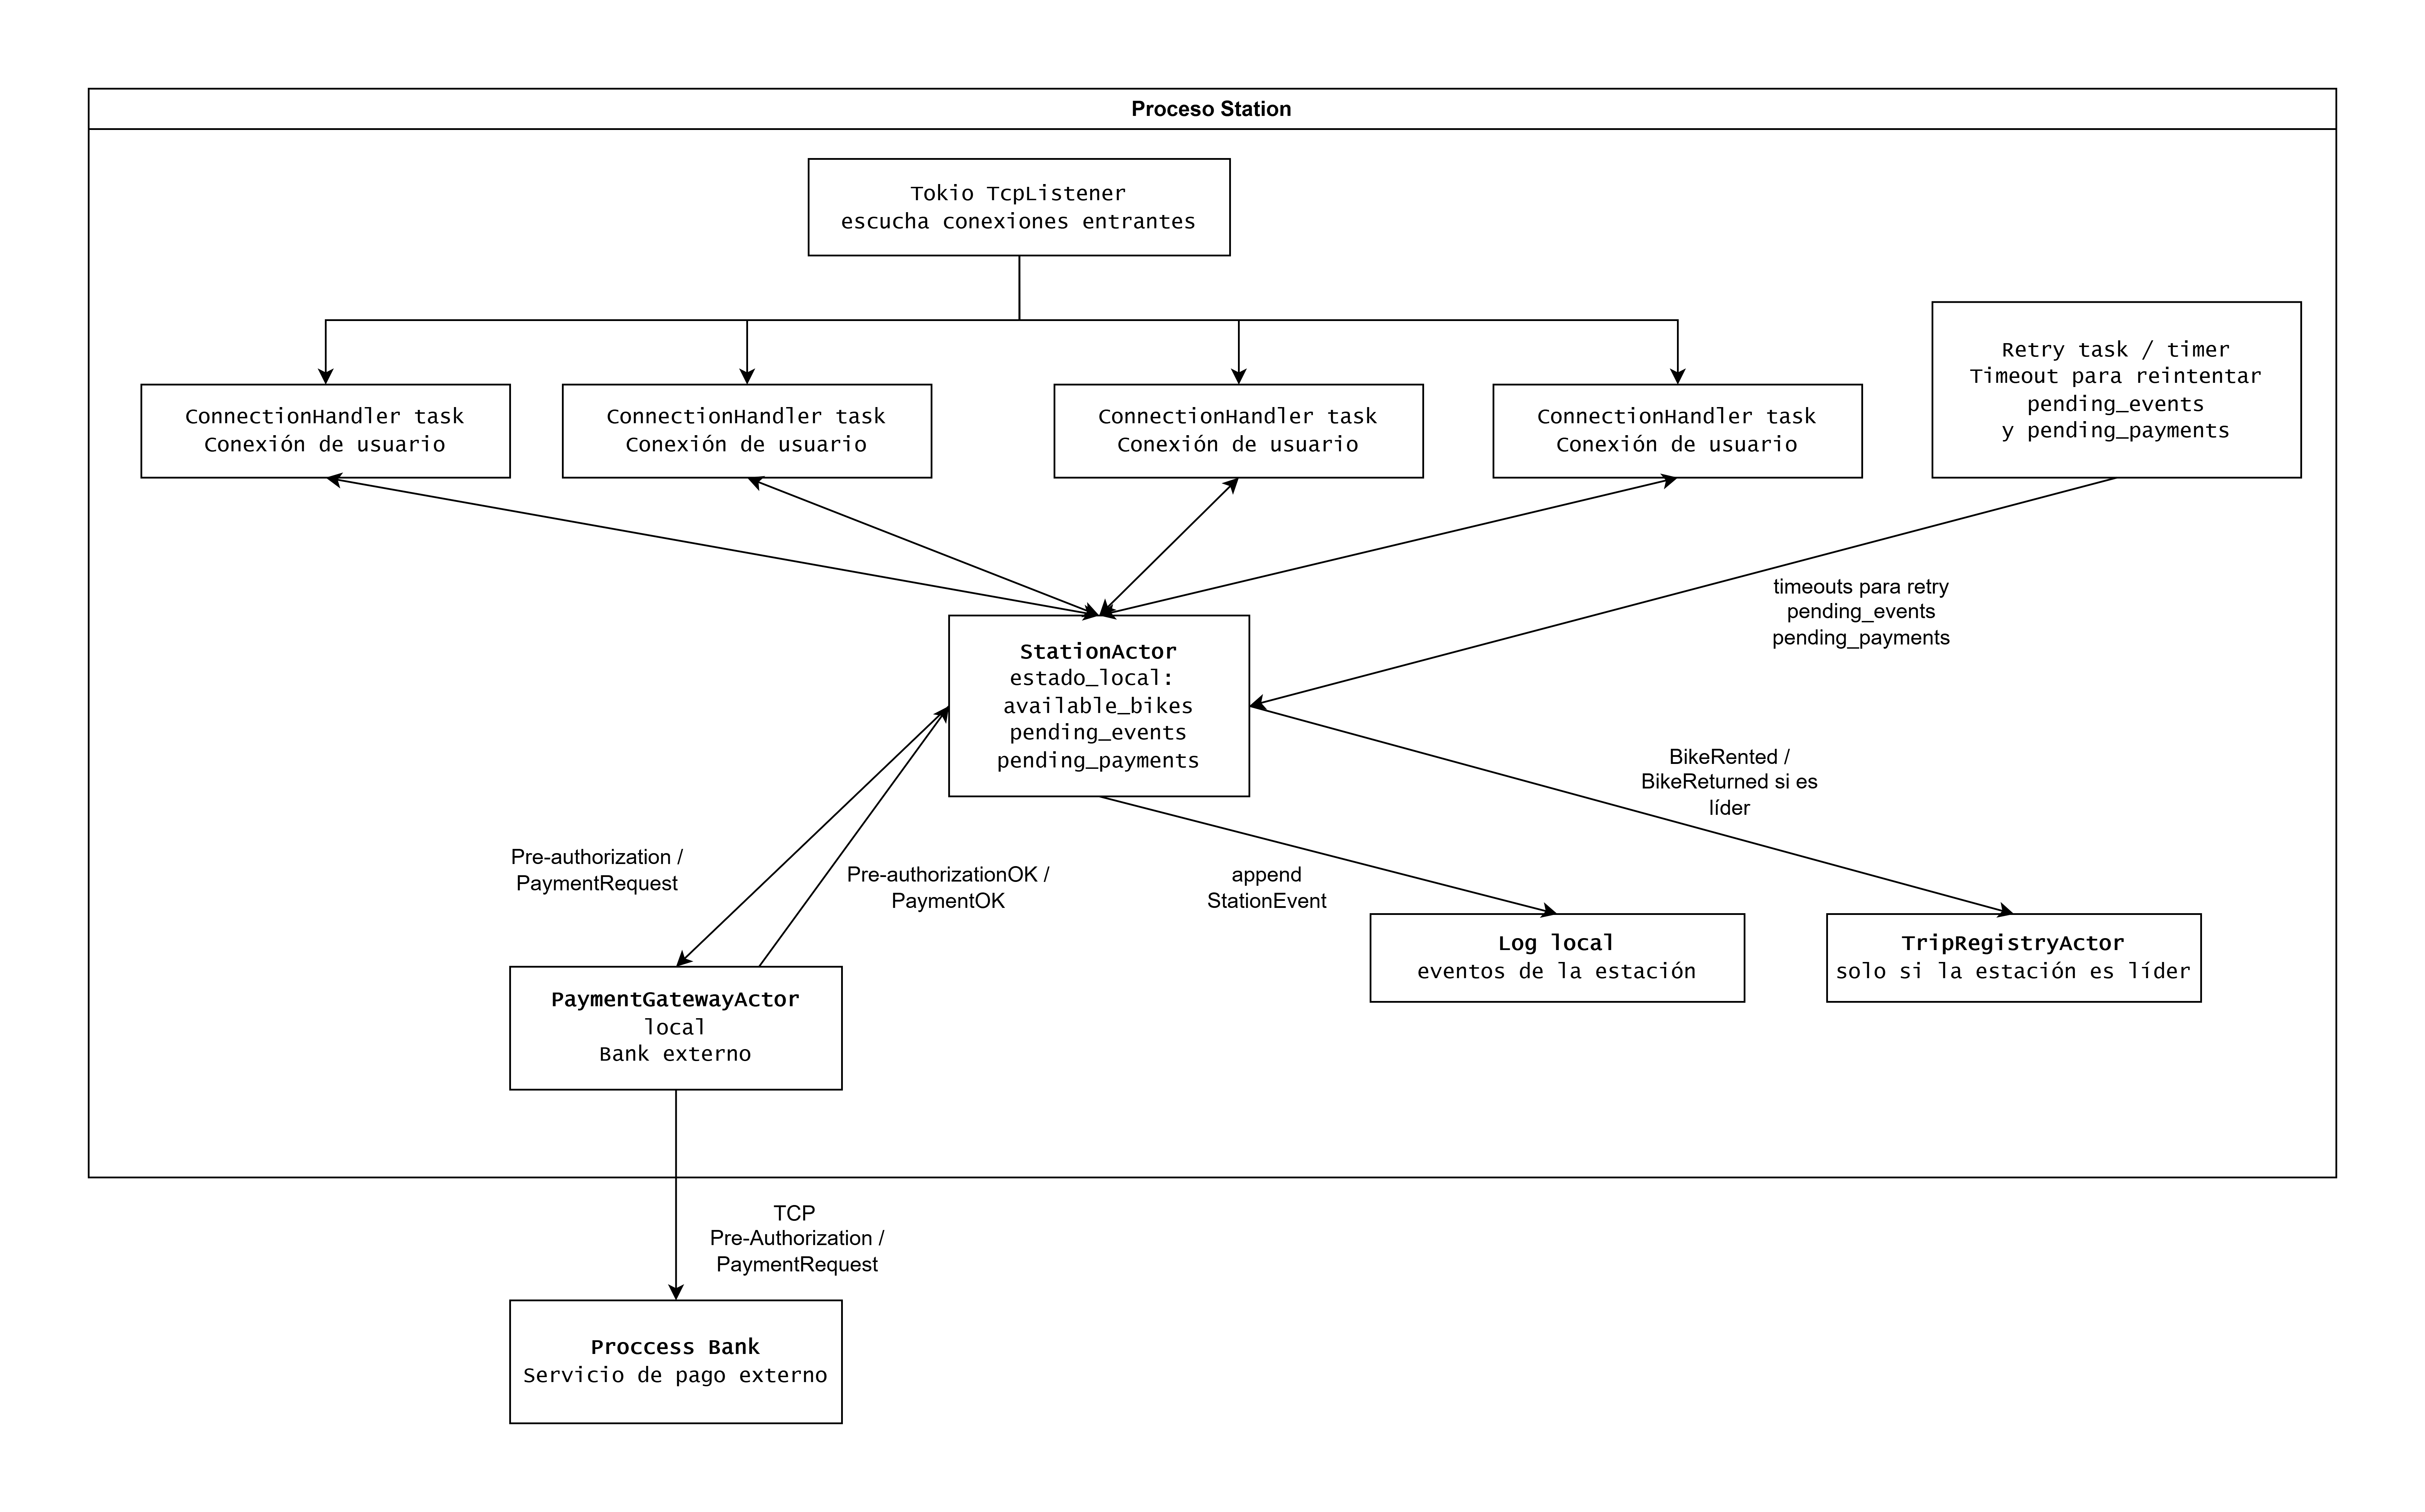 Proceso Station
Tokio TcpListener
escucha conexiones entrantes
Retry task / timer
Timeout para reintentar
pending_events
y pending_payments
ConnectionHandler task
Conexión de usuario
ConnectionHandler task
Conexión de usuario
ConnectionHandler task
Conexión de usuario
ConnectionHandler task
Conexión de usuario
timeouts para retry
pending_events
pending_payments
StationActor
estado_local:
available_bikes
pending_events
pending_payments
BikeRented /
BikeReturned si es
líder
Pre-authorization /
PaymentRequest
Pre-authorizationOK /
PaymentOK
append
StationEvent
Log local
eventos de la estación
TripRegistryActor
solo si la estación es líder
PaymentGatewayActor
local
Bank externo
TCP
Pre-Authorization /
PaymentRequest
Proccess Bank
Servicio de pago externo